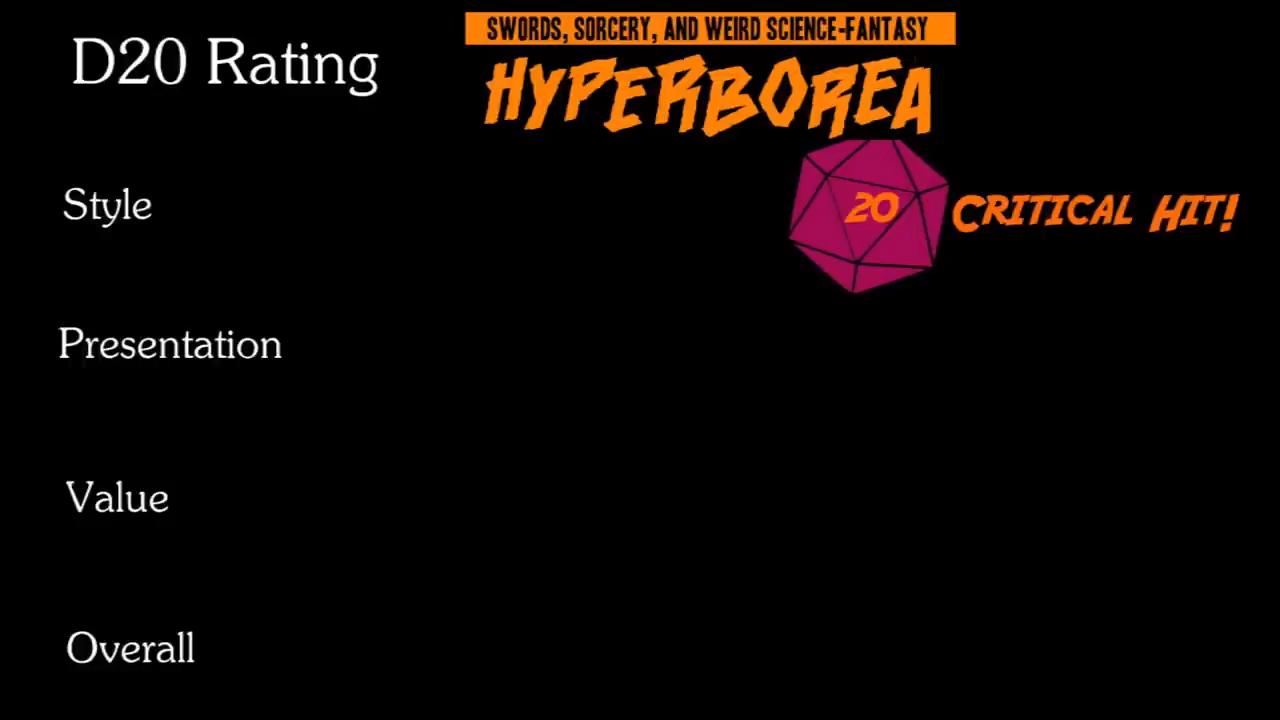 D20 Rating
SWORDS, SORCERY, AND WEIRD SCIENCE-FANTASY
HYPERBOREA
Style
20 CRITICAL HIT!
Presentation
Value
Overall